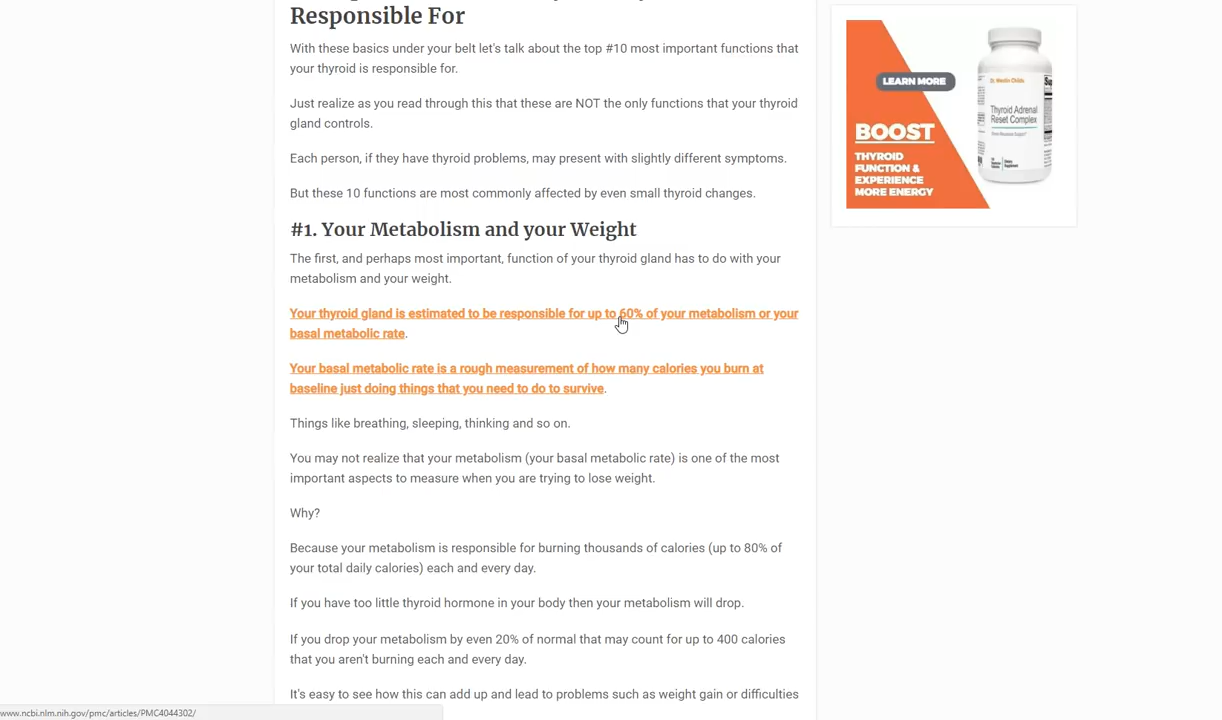 Responsible For
With these basics under your belt let's talk about the top #10 most important functions that
your thyroid is responsible for.
Just realize as you read through this that these are NOT the only functions that your thyroid
gland controls.
Each person, if they have thyroid problems, may present with slightly different symptoms.
But these 10 functions are most commonly affected by even small thyroid changes.
#1. Your Metabolism and your Weight
The first, and perhaps most important, function of your thyroid gland has to do with your
metabolism and your weight.
Your thyroid gland is estimated to be responsible for up to 60% of your metabolism or your
basal metabolic rate.
Your basal metabolic rate is a rough measurement of how many calories you burn at
baseline just doing things that you need to do to survive.
Things like breathing, sleeping, thinking and so on.
You may not realize that your metabolism (your basal metabolic rate) is one of the most
important aspects to measure when you are trying to lose weight.
Why?
Because your metabolism is responsible for burning thousands of calories (up to 80% of
your total daily calories) each and every day.
If you have too little thyroid hormone in your body then your metabolism will drop.
If you drop your metabolism by even 20% of normal that may count for up to 400 calories
that you aren't burning each and every day.
It's easy to see how this can add up and lead to problems such as weight gain or difficulties
LEARN MORE
BOOST
THYROID
FUNCTION &
EXPERIENCE
MORE ENERGY
Dr. Westin Childs
Thyroid Adrenal
Reset Complex
www.ncbi.nlm.nih.gov/pmc/articles/PMC4044302/